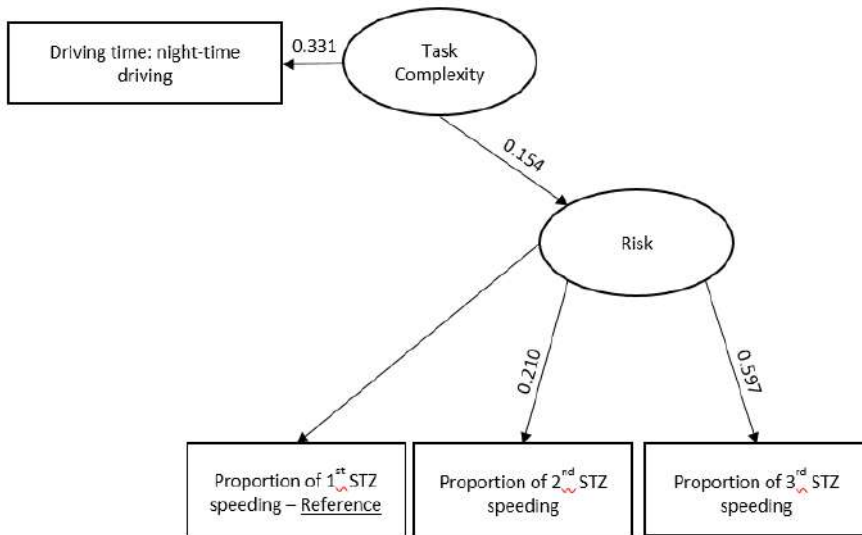 Driving time: night-time
driving
0.331
Task
Complexity
0.154
Risk
0.210
0.597
Proportion of 1st STZ
speeding – Reference
Proportion of 2nd STZ
speeding
Proportion of 3rd STZ
speeding